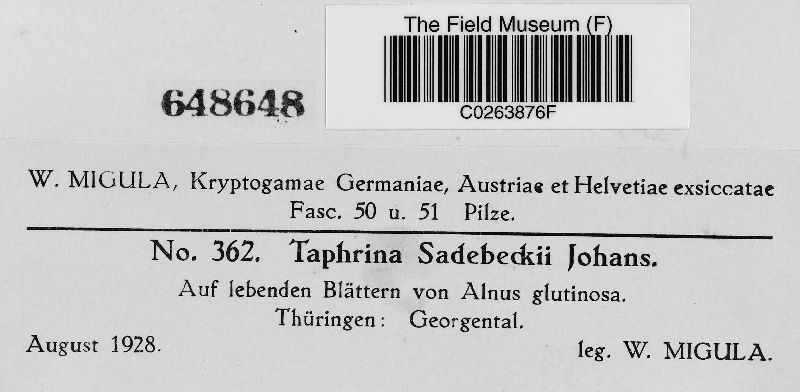 The Field Museum (F)
C0263876F
648648
W. MIGULA, Kryptogamae Germaniae, Austriae et Helvetiae exsiccatae
Fasc. 50 u. 51 Pilze.
No. 362. Taphrina Sadebeckii Johans.
Auf lebenden Blättern von Alnus glutinosa.
Thüringen: Georgental.
August 1928. leg. W. MIGULA.